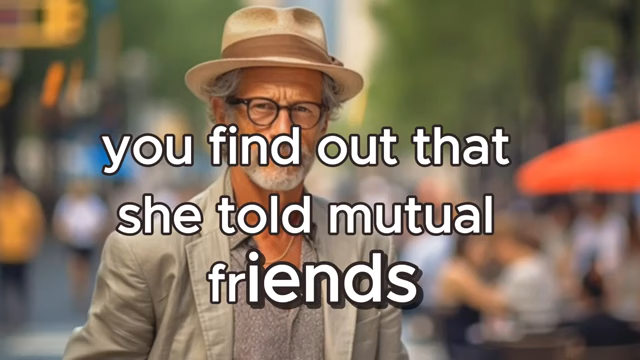 you find out that
she told mutual
friends